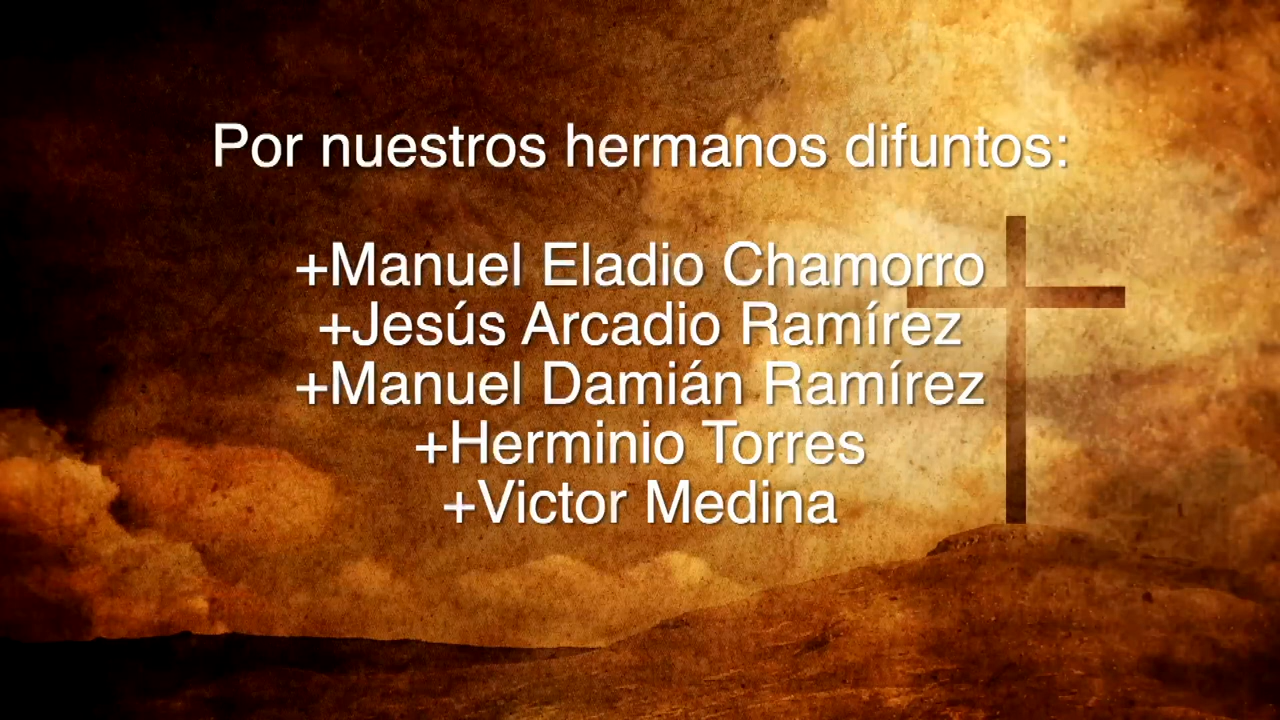 Por nuestros hermanos difuntos:
+Manuel Eladio Chamorro
+Jesús Arcadio Ramírez
+Manuel Damián Ramírez
+Herminio Torres
+Victor Medina